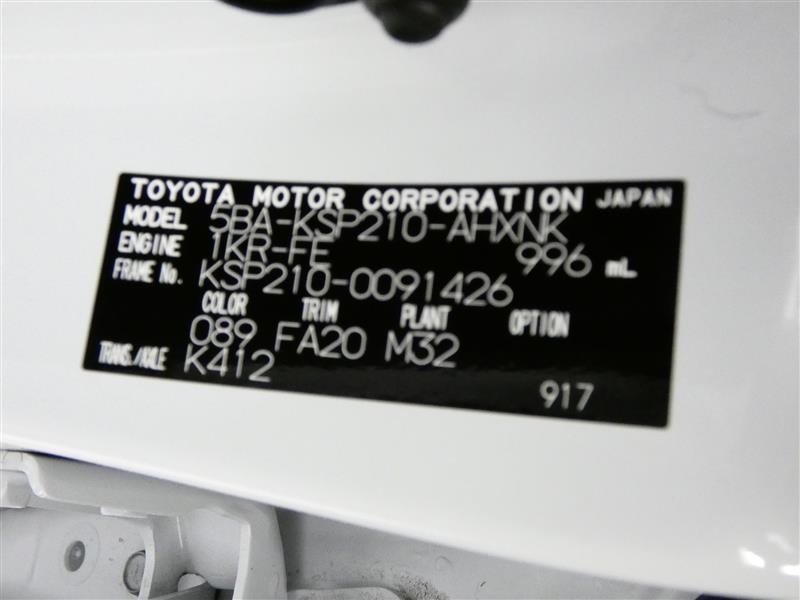 TOYOTA MOTOR CORPORATION JAPAN
MODEL 5BA-KSP210-AHXNK
ENGINE 1KR-FE 996 mL
FRAME No. KSP210-0091426
COLOR TRIM PLANT OPTION
089 FA20 M32
TRANS./AXLE K412
917